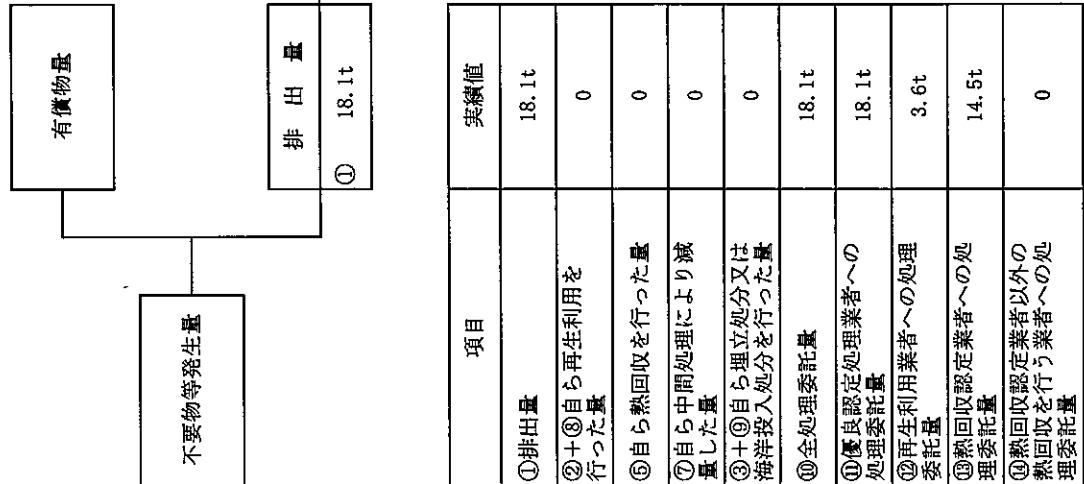 不要物等発生量
有償物量
排 出 量
① 18.1t
項目
実績値
①排出量
18.1t
②+⑧自ら再生利用を
行った量
0
⑤自ら熱回収を行った量
0
⑦自ら中間処理により減
量した量
0
③+⑨自ら埋立処分又は
海洋投入処分を行った量
0
⑩全処理委託量
18.1t
⑪優良認定処理業者への
処理委託量
18.1t
⑫再生利用業者への処理
委託量
3.6t
⑬熱回収認定業者への処
理委託量
14.5t
⑭熱回収認定業者以外の
熱回収を行う業者への処
理委託量
0